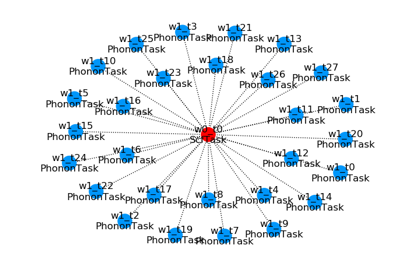 w1_t3
PhononTask
w1_t21
PhononTask
w1_t25
PhononTask
w1_t13
PhononTask
w1_t10
PhononTask
w1_t18
PhononTask
w1_t27
PhononTask
w1_t23
PhononTask
w1_t26
PhononTask
w1_t5
PhononTask
w1_t16
PhononTask
w1_t1
PhononTask
w1_t11
PhononTask
w1_t15
PhononTask
ScfTask
w1_t20
PhononTask
w1_t6
PhononTask
w1_t12
PhononTask
w1_t24
PhononTask
w1_t0
PhononTask
w1_t22
PhononTask
w1_t17
PhononTask
w1_t8
PhononTask
w1_t4
PhononTask
w1_t14
PhononTask
w1_t2
PhononTask
w1_t19
PhononTask
w1_t7
PhononTask
w1_t9
PhononTask